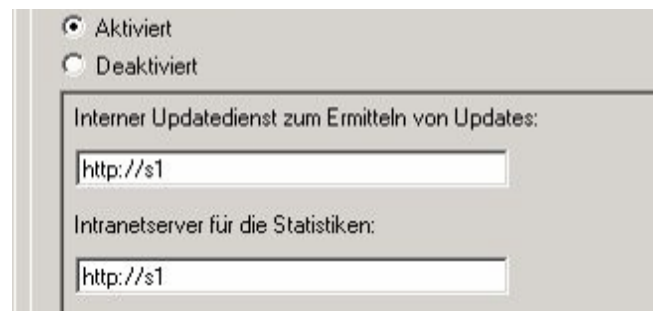 Aktiviert
Deaktiviert
Interner Updatedienst zum Ermitteln von Updates:
http://s1
Intranetserver für die Statistiken:
http://s1